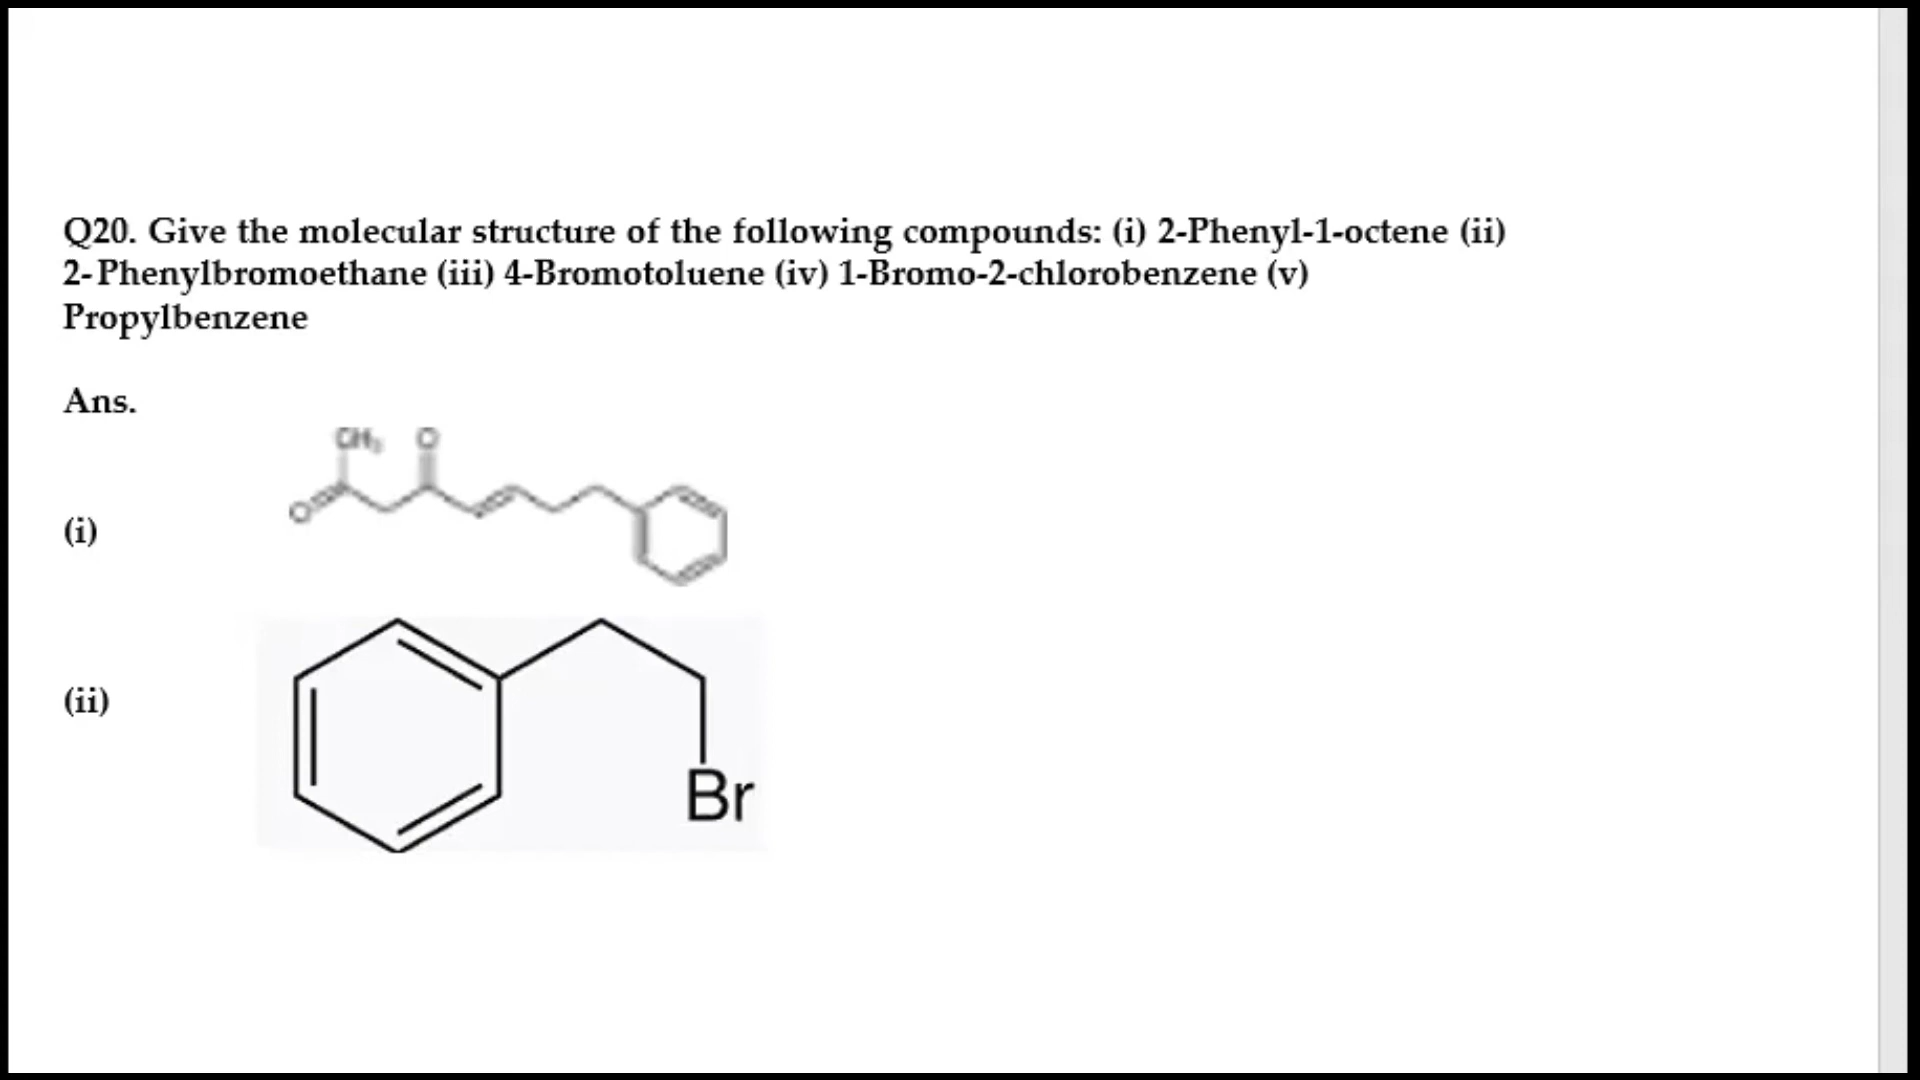 Q20. Give the molecular structure of the following compounds: (i) 2-Phenyl-1-octene (ii)
2-Phenylbromoethane (iii) 4-Bromotoluene (iv) 1-Bromo-2-chlorobenzene (v)
Propylbenzene
Ans.
CH₃ O
O
(i)
(ii)
Br